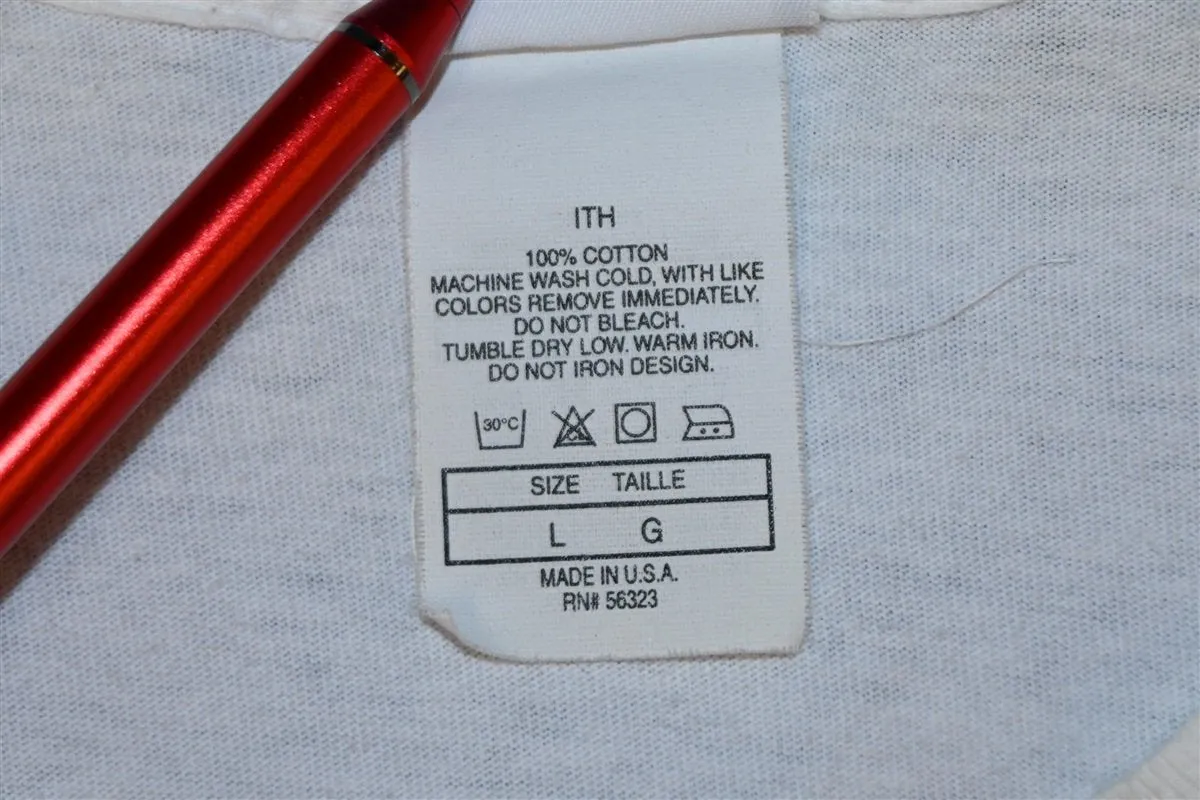 ITH
100% COTTON
MACHINE WASH COLD, WITH LIKE
COLORS REMOVE IMMEDIATELY.
DO NOT BLEACH.
TUMBLE DRY LOW. WARM IRON.
DO NOT IRON DESIGN.
30°C
SIZE TAILLE
L G
MADE IN U.S.A.
RN# 56323